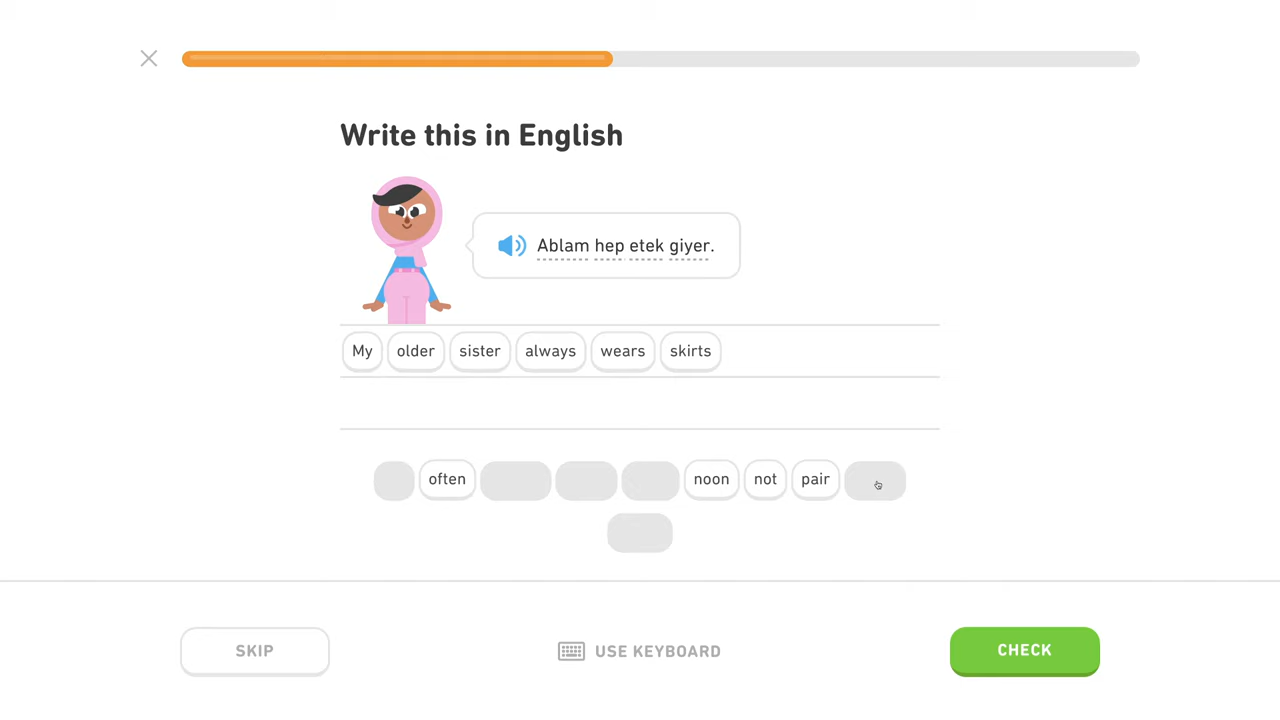 Write this in English
Ablam hep etek giyer.
My older sister always wears skirts
often noon not pair
SKIP USE KEYBOARD CHECK